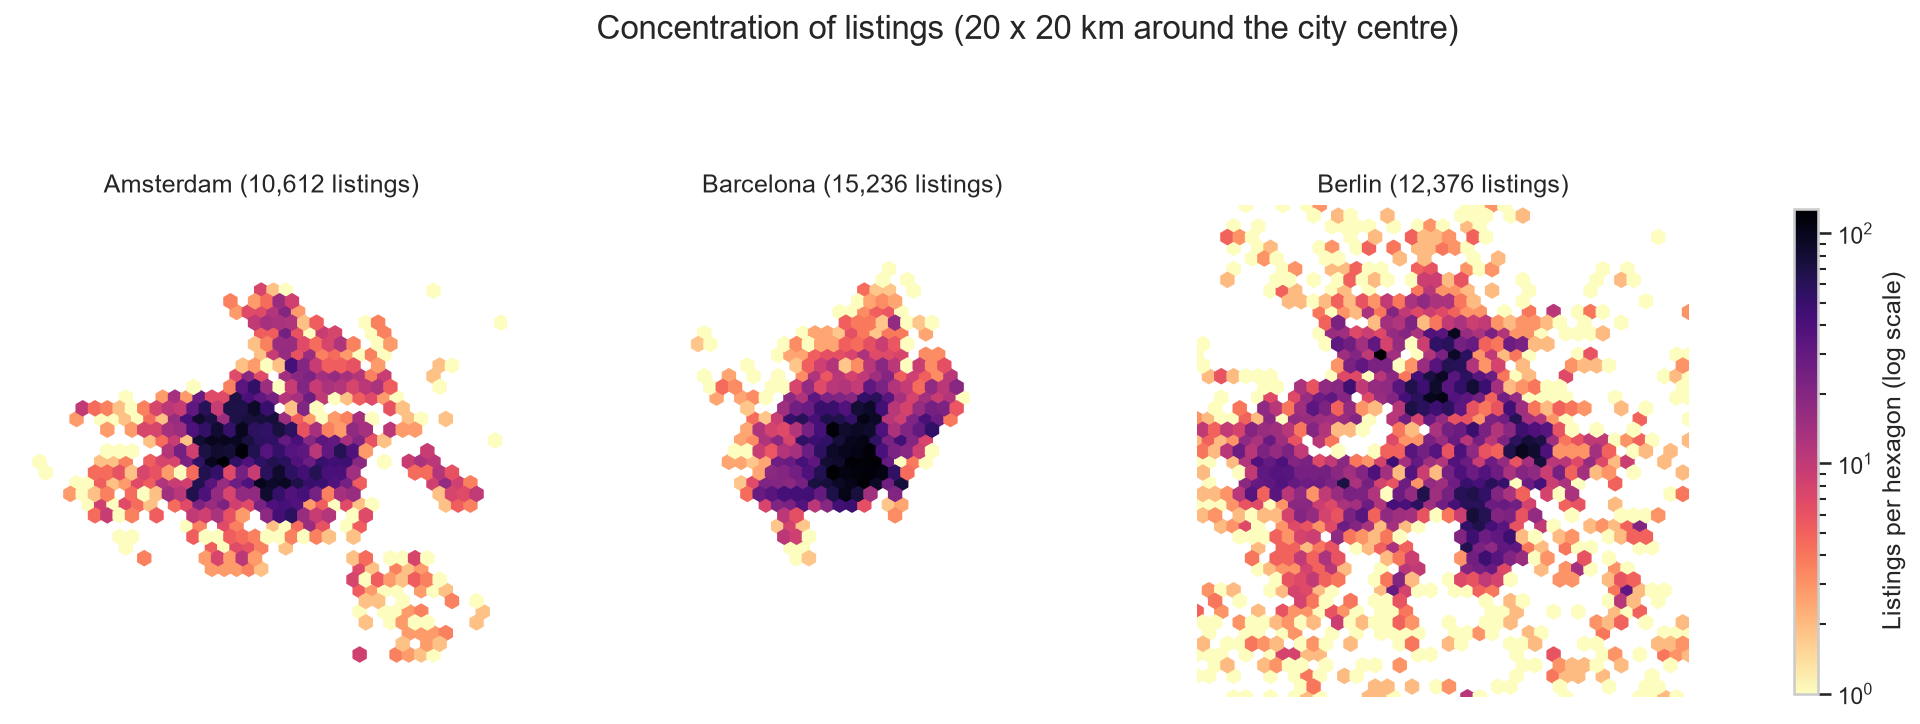 Concentration of listings (20 x 20 km around the city centre)
Amsterdam (10,612 listings)
Barcelona (15,236 listings)
Berlin (12,376 listings)
10²
10¹
10⁰
Listings per hexagon (log scale)